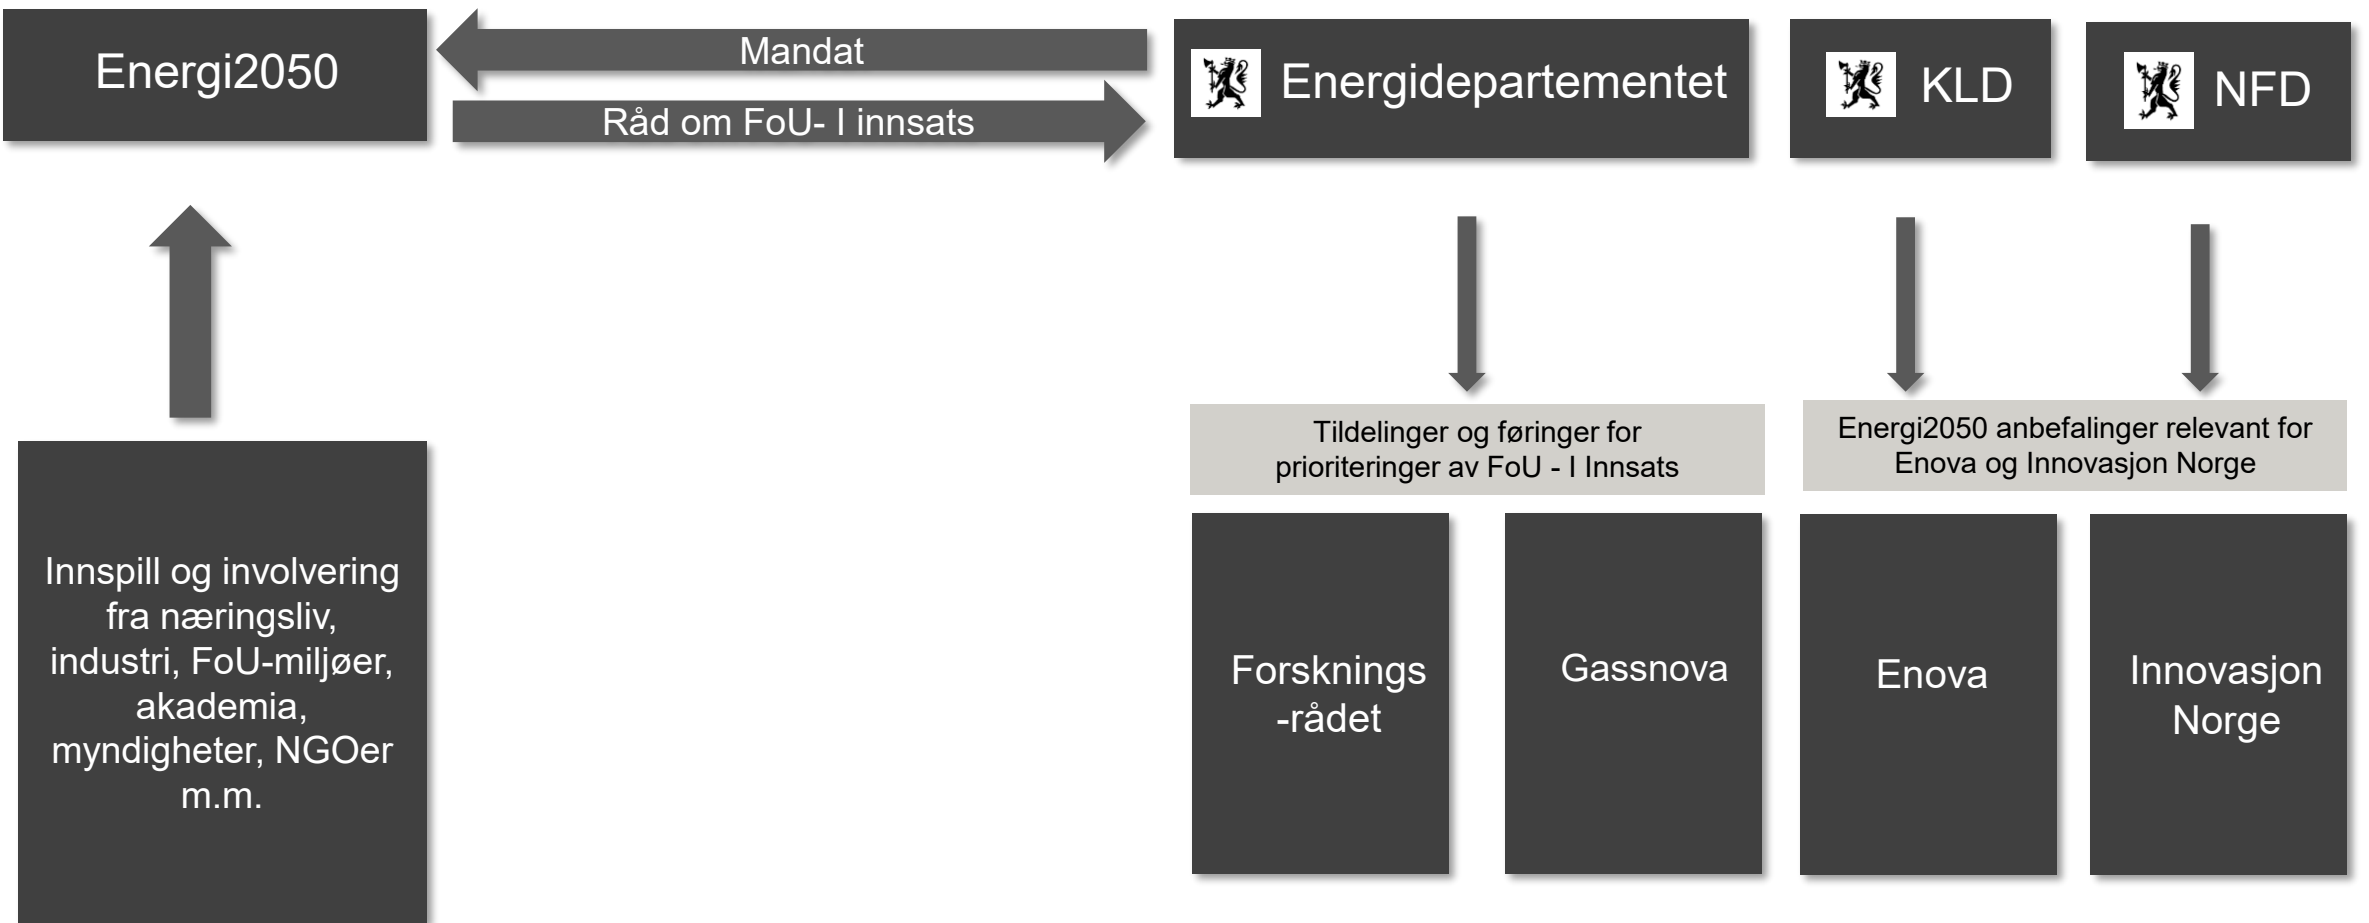 Energi2050
Mandat
Råd om FoU- I innsats
Energidepartementet
KLD
NFD
Innspill og involvering
fra næringsliv,
industri, FoU-miljøer,
akademia,
myndigheter, NGOer
m.m.
Tildelinger og føringer for
prioriteringer av FoU - I Innsats
Energi2050 anbefalinger relevant for
Enova og Innovasjon Norge
Forsknings
-rådet
Gassnova
Enova
Innovasjon
Norge